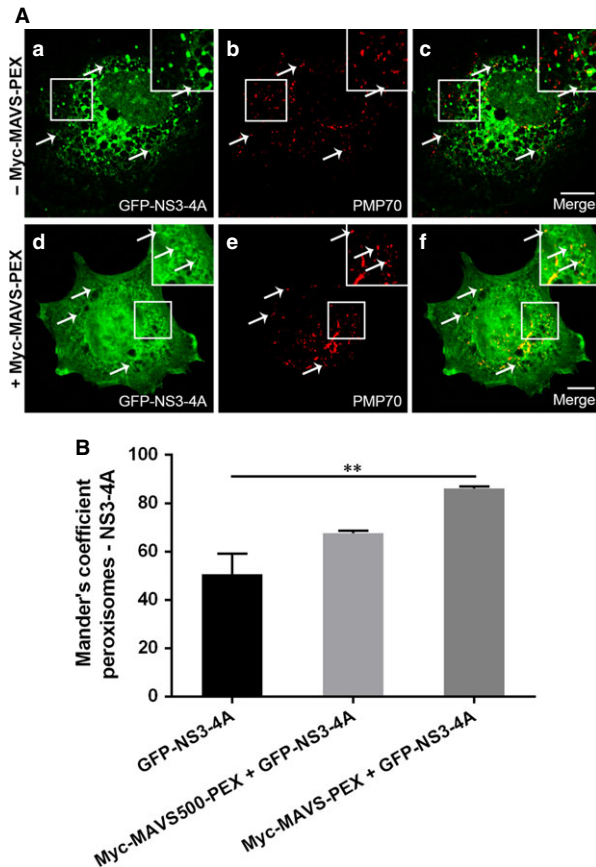 A
– Myc-MAVS-PEX
a
GFP-NS3-4A
b
PMP70
c
Merge
+ Myc-MAVS-PEX
d
GFP-NS3-4A
e
PMP70
f
Merge
B
Mander's coefficient
peroxisomes - NS3-4A
100
80
60
40
20
0
**
GFP-NS3-4A
Myc-MAVS500-PEX + GFP-NS3-4A
Myc-MAVS-PEX + GFP-NS3-4A